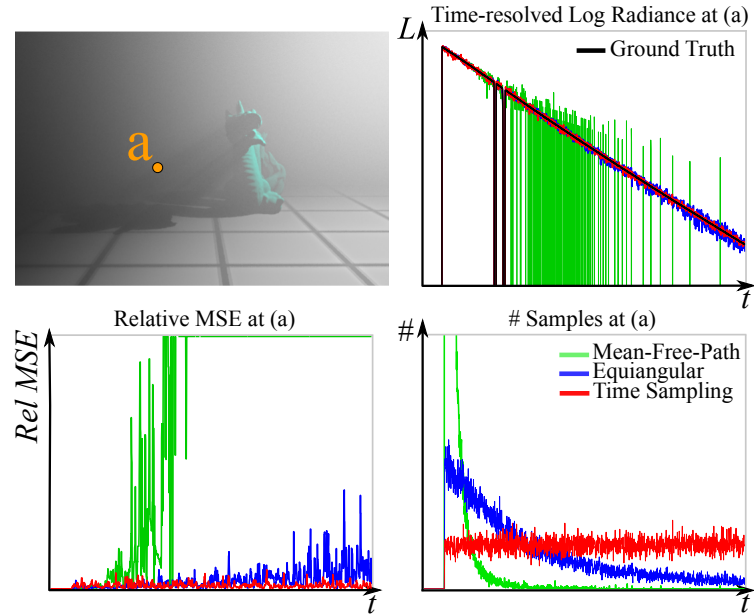 a
Time-resolved Log Radiance at (a)
L
Ground Truth
t
Relative MSE at (a)
Rel MSE
t
# Samples at (a)
#
Mean-Free-Path
Equiangular
Time Sampling
t